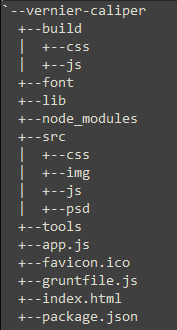 `--vernier-caliper
+--build
| +--css
| +--js
+--font
+--lib
+--node_modules
+--src
| +--css
| +--img
| +--js
| +--psd
+--tools
+--app.js
+--favicon.ico
+--gruntfile.js
+--index.html
+--package.json